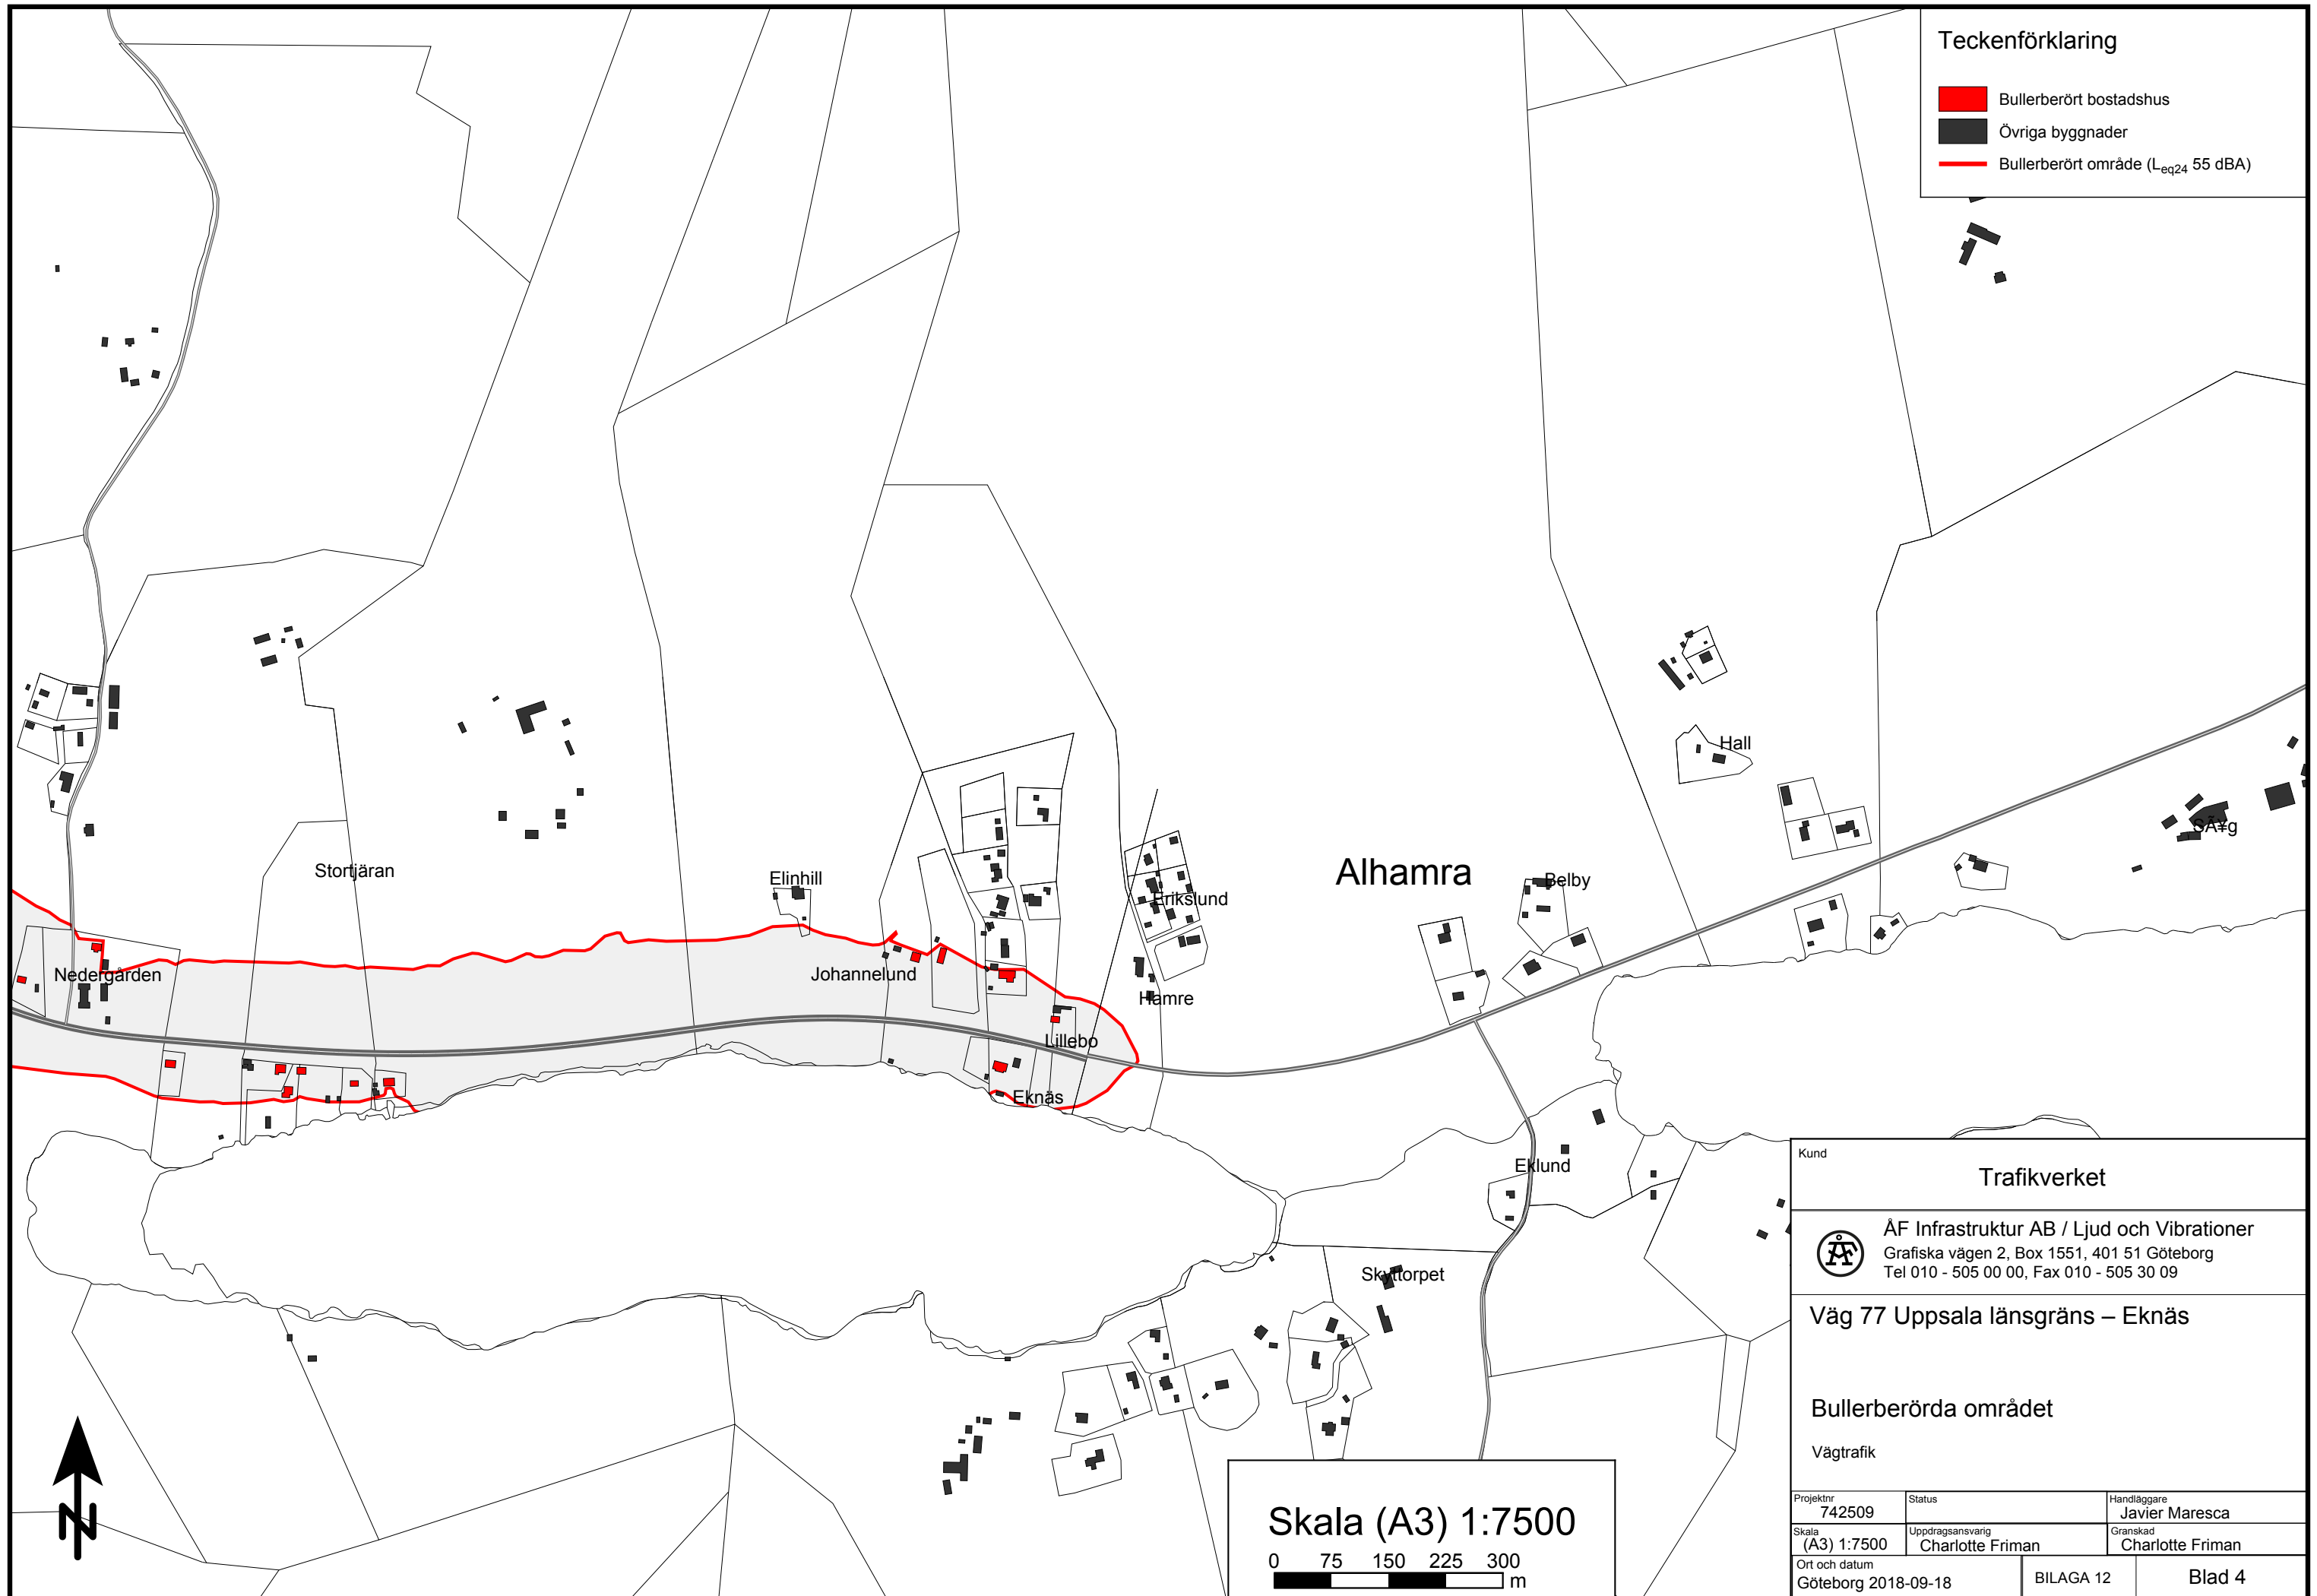 Teckenförklaring
Bullerberört bostadshus
Övriga byggnader
Bullerberört område (Leq24 55 dBA)
Hall
SÃ¥g
Stortjäran
Elinhill
Alhamra
Belby
Erikslund
Nedergården
Johannelund
Hamre
Lillebo
Eknäs
Eklund
Skyttorpet
N
Skala (A3) 1:7500
0 75 150 225 300
m
Kund
Trafikverket
ÅF
ÅF Infrastruktur AB / Ljud och Vibrationer
Grafiska vägen 2, Box 1551, 401 51 Göteborg
Tel 010 - 505 00 00, Fax 010 - 505 30 09
Väg 77 Uppsala länsgräns – Eknäs
Bullerberörda området
Vägtrafik
Projektnr Status Handläggare
742509 Javier Maresca
Skala Uppdragsansvarig Granskad
(A3) 1:7500 Charlotte Friman Charlotte Friman
Ort och datum
Göteborg 2018-09-18 BILAGA 12 Blad 4